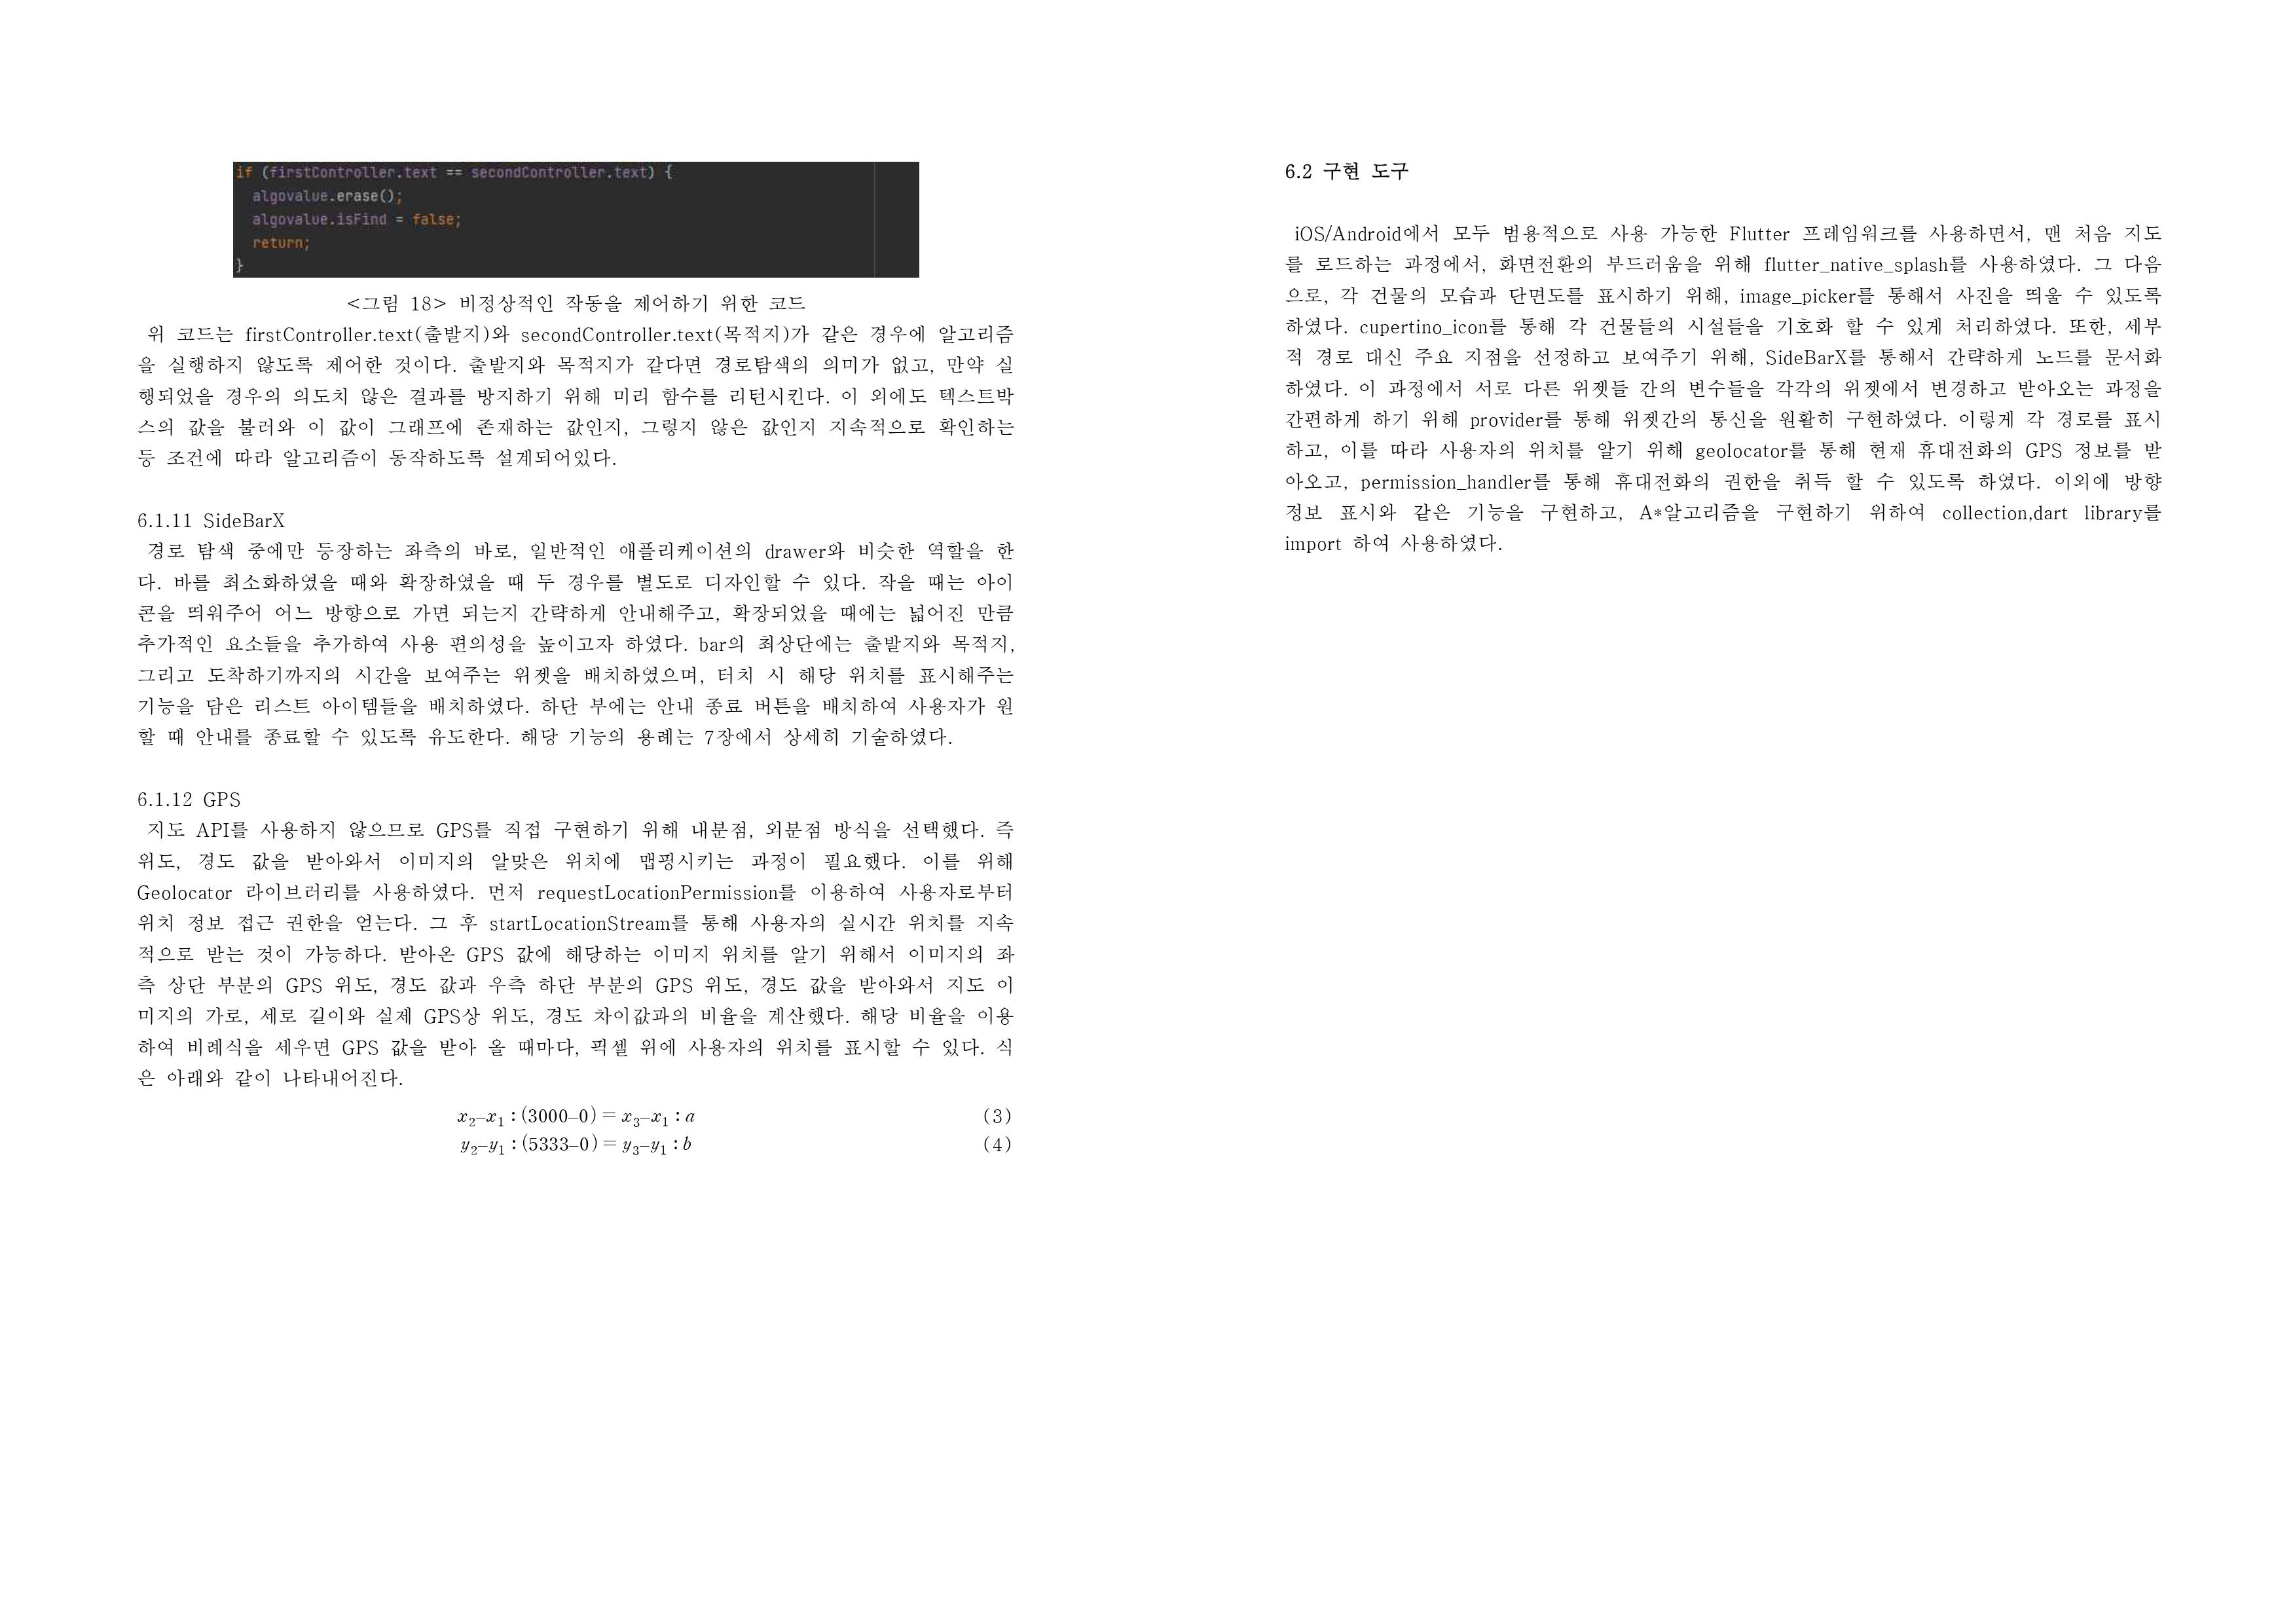 if (firstController.text == secondController.text) {
algovalue.erase();
algovalue.isFind = false;
return;
}
<그림 18> 비정상적인 작동을 제어하기 위한 코드
위 코드는 firstController.text(출발지)와 secondController.text(목적지)가 같은 경우에 알고리즘
을 실행하지 않도록 제어한 것이다. 출발지와 목적지가 같다면 경로탐색의 의미가 없고, 만약 실
행되었을 경우의 의도치 않은 결과를 방지하기 위해 미리 함수를 리턴시킨다. 이 외에도 텍스트박
스의 값을 불러와 이 값이 그래프에 존재하는 값인지, 그렇지 않은 값인지 지속적으로 확인하는
등 조건에 따라 알고리즘이 동작하도록 설계되어있다.
6.1.11 SideBarX
경로 탐색 중에만 등장하는 좌측의 바로, 일반적인 애플리케이션의 drawer와 비슷한 역할을 한
다. 바를 최소화하였을 때와 확장하였을 때 두 경우를 별도로 디자인할 수 있다. 작을 때는 아이
콘을 띄워주어 어느 방향으로 가면 되는지 간략하게 안내해주고, 확장되었을 때에는 넓어진 만큼
추가적인 요소들을 추가하여 사용 편의성을 높이고자 하였다. bar의 최상단에는 출발지와 목적지,
그리고 도착하기까지의 시간을 보여주는 위젯을 배치하였으며, 터치 시 해당 위치를 표시해주는
기능을 담은 리스트 아이템들을 배치하였다. 하단 부에는 안내 종료 버튼을 배치하여 사용자가 원
할 때 안내를 종료할 수 있도록 유도한다. 해당 기능의 용례는 7장에서 상세히 기술하였다.
6.1.12 GPS
지도 API를 사용하지 않으므로 GPS를 직접 구현하기 위해 내분점, 외분점 방식을 선택했다. 즉
위도, 경도 값을 받아와서 이미지의 알맞은 위치에 맵핑시키는 과정이 필요했다. 이를 위해
Geolocator 라이브러리를 사용하였다. 먼저 requestLocationPermission를 이용하여 사용자로부터
위치 정보 접근 권한을 얻는다. 그 후 startLocationStream를 통해 사용자의 실시간 위치를 지속
적으로 받는 것이 가능하다. 받아온 GPS 값에 해당하는 이미지 위치를 알기 위해서 이미지의 좌
측 상단 부분의 GPS 위도, 경도 값과 우측 하단 부분의 GPS 위도, 경도 값을 받아와서 지도 이
미지의 가로, 세로 길이와 실제 GPS상 위도, 경도 차이값과의 비율을 계산했다. 해당 비율을 이용
하여 비례식을 세우면 GPS 값을 받아 올 때마다, 픽셀 위에 사용자의 위치를 표시할 수 있다. 식
은 아래와 같이 나타내어진다.
x₂–x₁ : (3000–0) = x₃–x₁ : a (3)
y₂–y₁ : (5333–0) = y₃–y₁ : b (4)
6.2 구현 도구
iOS/Android에서 모두 범용적으로 사용 가능한 Flutter 프레임워크를 사용하면서, 맨 처음 지도
를 로드하는 과정에서, 화면전환의 부드러움을 위해 flutter_native_splash를 사용하였다. 그 다음
으로, 각 건물의 모습과 단면도를 표시하기 위해, image_picker를 통해서 사진을 띄울 수 있도록
하였다. cupertino_icon를 통해 각 건물들의 시설들을 기호화 할 수 있게 처리하였다. 또한, 세부
적 경로 대신 주요 지점을 선정하고 보여주기 위해, SideBarX를 통해서 간략하게 노드를 문서화
하였다. 이 과정에서 서로 다른 위젯들 간의 변수들을 각각의 위젯에서 변경하고 받아오는 과정을
간편하게 하기 위해 provider를 통해 위젯간의 통신을 원활히 구현하였다. 이렇게 각 경로를 표시
하고, 이를 따라 사용자의 위치를 알기 위해 geolocator를 통해 현재 휴대전화의 GPS 정보를 받
아오고, permission_handler를 통해 휴대전화의 권한을 취득 할 수 있도록 하였다. 이외에 방향
정보 표시와 같은 기능을 구현하고, A*알고리즘을 구현하기 위하여 collection,dart library를
import 하여 사용하였다.